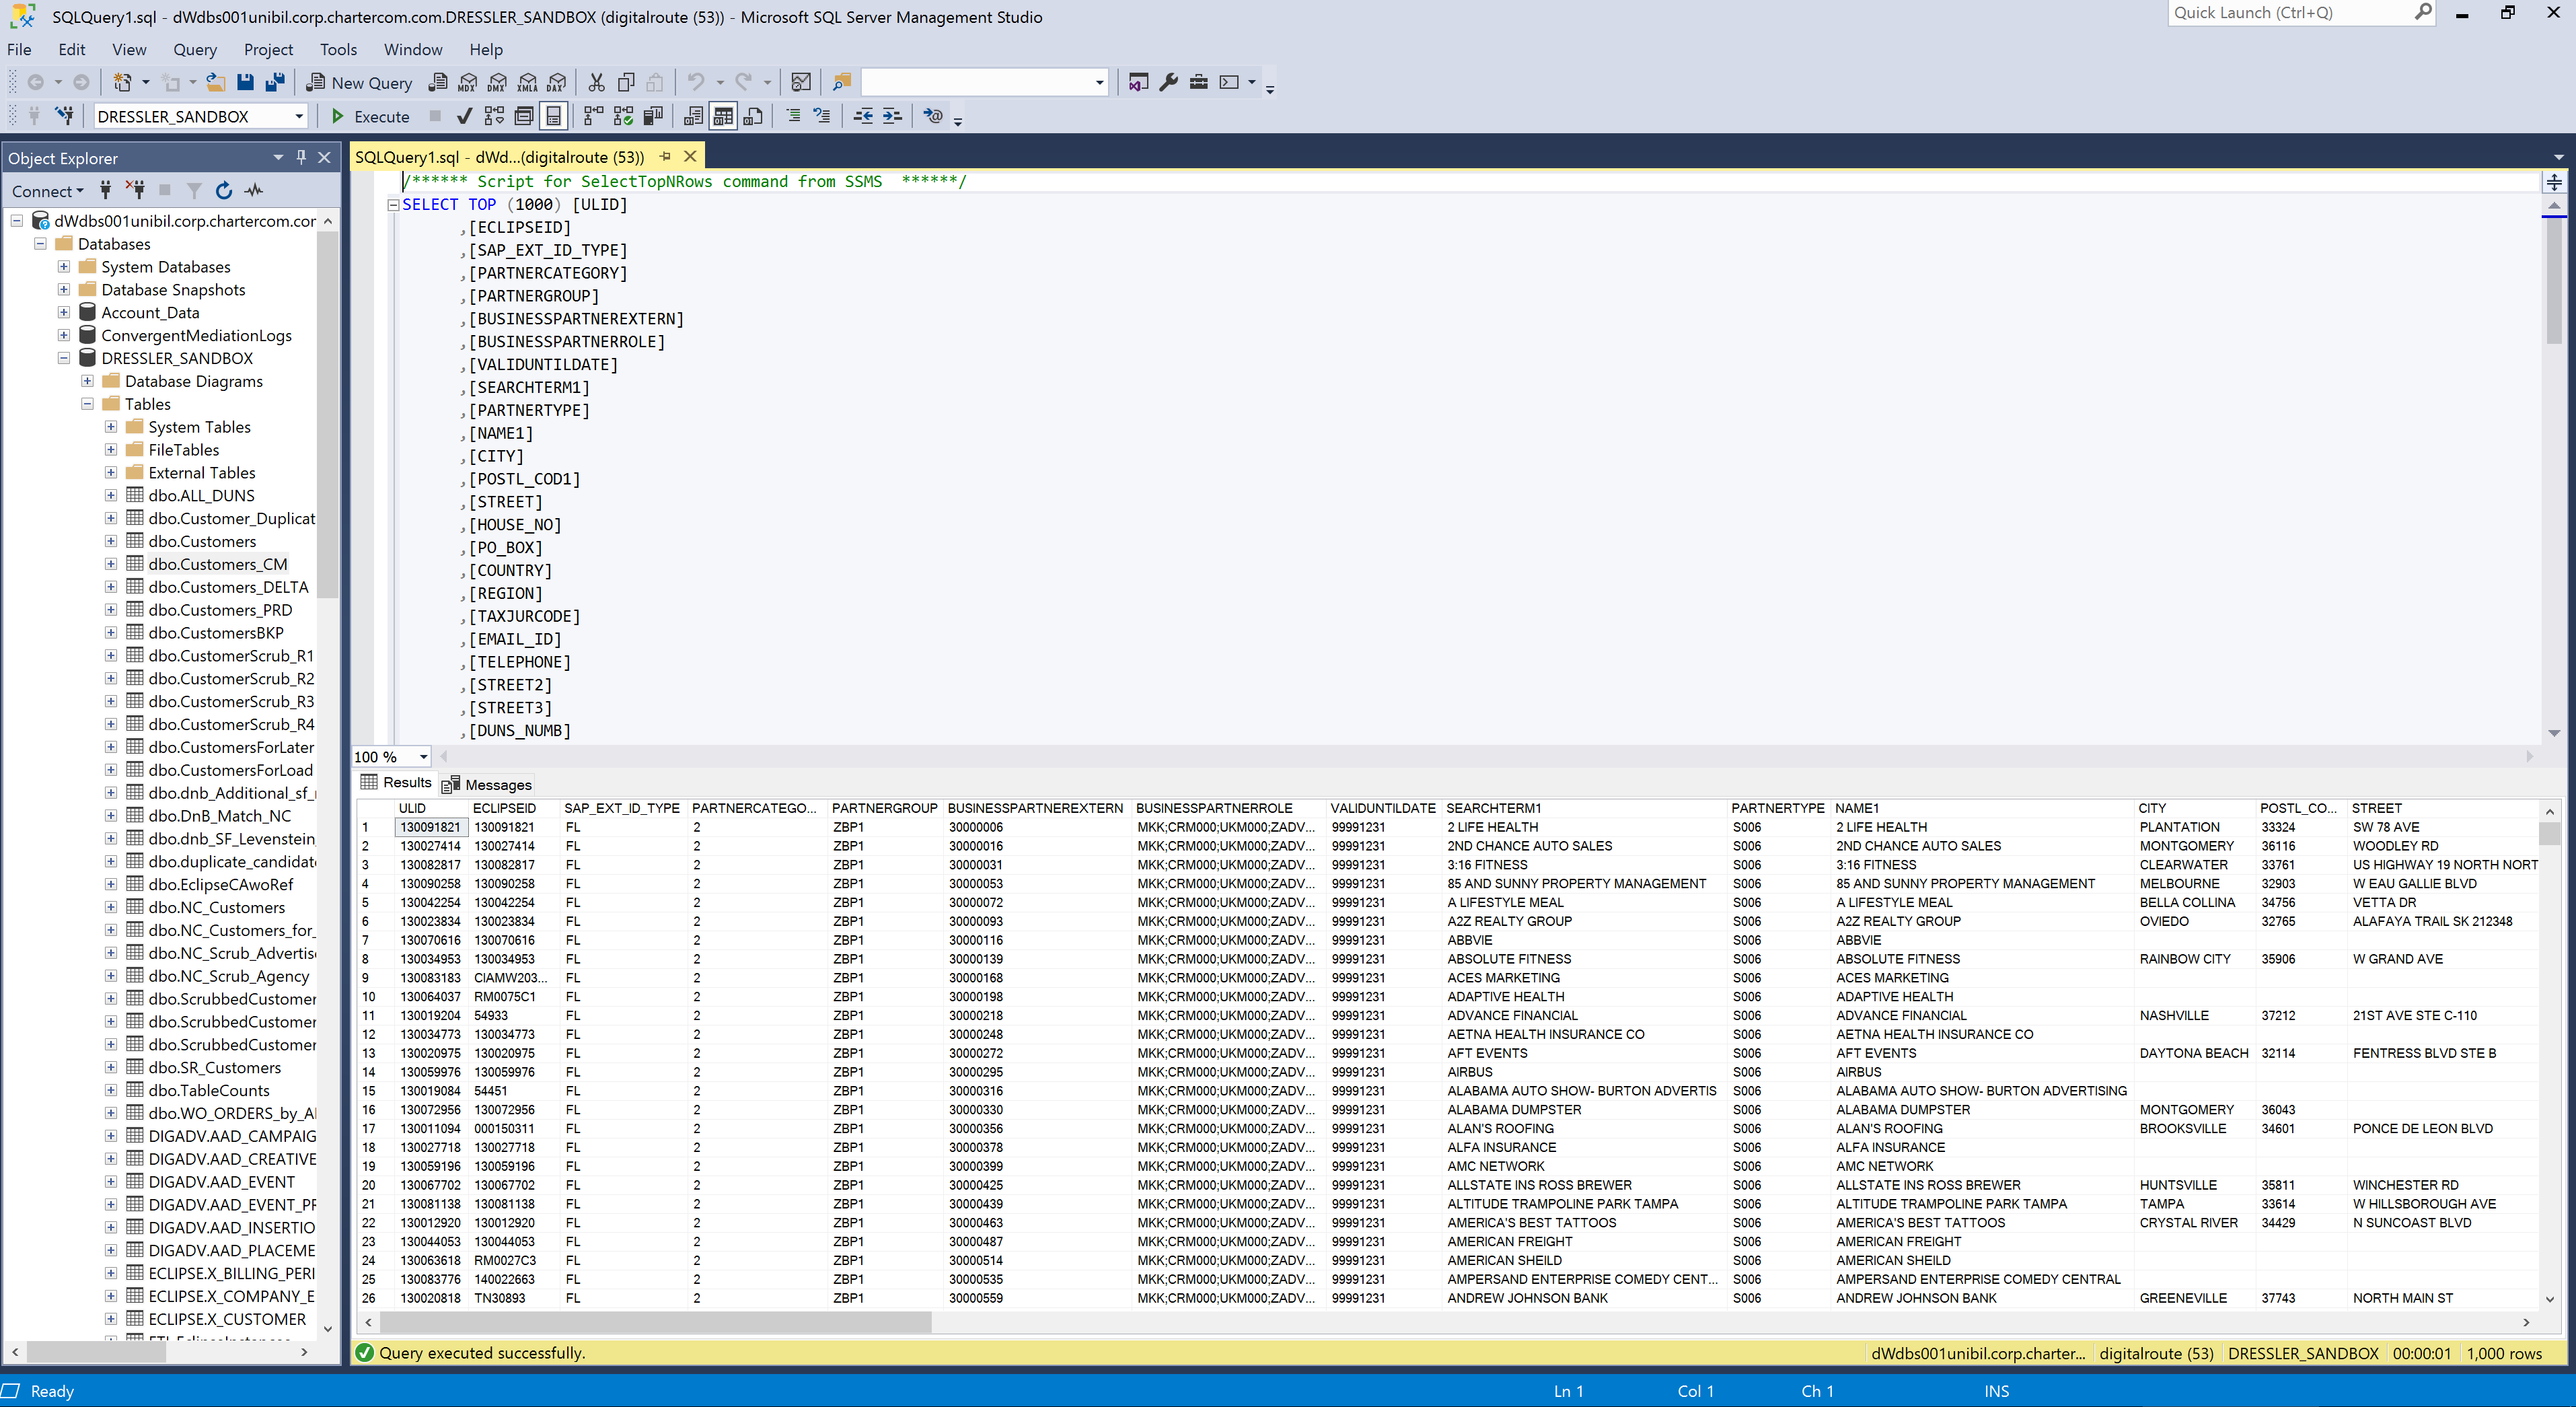 SQLQuery1.sql - dWdbs001unibil.corp.chartercom.com.DRESSLER_SANDBOX (digitalroute (53)) - Microsoft SQL Server Management Studio
Quick Launch (Ctrl+Q)
File Edit View Query Project Tools Window Help
New Query MDX DMX XMLA DAX
DRESSLER_SANDBOX Execute
Object Explorer
Connect
dWdbs001unibil.corp.chartercom.cor
Databases
System Databases
Database Snapshots
Account_Data
ConvergentMediationLogs
DRESSLER_SANDBOX
Database Diagrams
Tables
System Tables
FileTables
External Tables
dbo.ALL_DUNS
dbo.Customer_Duplicat
dbo.Customers
dbo.Customers_CM
dbo.Customers_DELTA
dbo.Customers_PRD
dbo.CustomersBKP
dbo.CustomerScrub_R1
dbo.CustomerScrub_R2
dbo.CustomerScrub_R3
dbo.CustomerScrub_R4
dbo.CustomersForLater
dbo.CustomersForLoad
dbo.dnb_Additional_sf_
dbo.DnB_Match_NC
dbo.dnb_SF_Levenstein
dbo.duplicate_candidat
dbo.EclipseCAwoRef
dbo.NC_Customers
dbo.NC_Customers_for_
dbo.NC_Scrub_Advertis
dbo.NC_Scrub_Agency
dbo.ScrubbedCustomer
dbo.ScrubbedCustomer
dbo.ScrubbedCustomer
dbo.SR_Customers
dbo.TableCounts
dbo.WO_ORDERS_by_A
DIGADV.AAD_CAMPAIG
DIGADV.AAD_CREATIVE
DIGADV.AAD_EVENT
DIGADV.AAD_EVENT_PF
DIGADV.AAD_INSERTIO
DIGADV.AAD_PLACEME
ECLIPSE.X_BILLING_PERI
ECLIPSE.X_COMPANY_E
ECLIPSE.X_CUSTOMER
SQLQuery1.sql - dWd...(digitalroute (53))
/****** Script for SelectTopNRows command from SSMS ******/
SELECT TOP (1000) [ULID]
,[ECLIPSEID]
,[SAP_EXT_ID_TYPE]
,[PARTNERCATEGORY]
,[PARTNERGROUP]
,[BUSINESSPARTNEREXTERN]
,[BUSINESSPARTNERROLE]
,[VALIDUNTILDATE]
,[SEARCHTERM1]
,[PARTNERTYPE]
,[NAME1]
,[CITY]
,[POSTL_COD1]
,[STREET]
,[HOUSE_NO]
,[PO_BOX]
,[COUNTRY]
,[REGION]
,[TAXJURCODE]
,[EMAIL_ID]
,[TELEPHONE]
,[STREET2]
,[STREET3]
,[DUNS_NUMB]
100 %
Results Messages
ULID ECLIPSEID SAP_EXT_ID_TYPE PARTNERCATEGO... PARTNERGROUP BUSINESSPARTNEREXTERN BUSINESSPARTNERROLE VALIDUNTILDATE SEARCHTERM1 PARTNERTYPE NAME1 CITY POSTL_CO... STREET
1 130091821 130091821 FL 2 ZBP1 30000006 MKK;CRM000;UKM000;ZADV... 99991231 2 LIFE HEALTH S006 2 LIFE HEALTH PLANTATION 33324 SW 78 AVE
2 130027414 130027414 FL 2 ZBP1 30000016 MKK;CRM000;UKM000;ZADV... 99991231 2ND CHANCE AUTO SALES S006 2ND CHANCE AUTO SALES MONTGOMERY 36116 WOODLEY RD
3 130082817 130082817 FL 2 ZBP1 30000031 MKK;CRM000;UKM000;ZADV... 99991231 3:16 FITNESS S006 3:16 FITNESS CLEARWATER 33761 US HIGHWAY 19 NORTH NORT
4 130090258 130090258 FL 2 ZBP1 30000053 MKK;CRM000;UKM000;ZADV... 99991231 85 AND SUNNY PROPERTY MANAGEMENT S006 85 AND SUNNY PROPERTY MANAGEMENT MELBOURNE 32903 W EAU GALLIE BLVD
5 130042254 130042254 FL 2 ZBP1 30000072 MKK;CRM000;UKM000;ZADV... 99991231 A LIFESTYLE MEAL S006 A LIFESTYLE MEAL BELLA COLLINA 34756 VETTA DR
6 130023834 130023834 FL 2 ZBP1 30000093 MKK;CRM000;UKM000;ZADV... 99991231 A2Z REALTY GROUP S006 A2Z REALTY GROUP OVIEDO 32765 ALAFAYA TRAIL SK 212348
7 130070616 130070616 FL 2 ZBP1 30000116 MKK;CRM000;UKM000;ZADV... 99991231 ABBVIE S006 ABBVIE
8 130034953 130034953 FL 2 ZBP1 30000139 MKK;CRM000;UKM000;ZADV... 99991231 ABSOLUTE FITNESS S006 ABSOLUTE FITNESS RAINBOW CITY 35906 W GRAND AVE
9 130083183 CIAMW203... FL 2 ZBP1 30000168 MKK;CRM000;UKM000;ZADV... 99991231 ACES MARKETING S006 ACES MARKETING
10 130064037 RM0075C1 FL 2 ZBP1 30000198 MKK;CRM000;UKM000;ZADV... 99991231 ADAPTIVE HEALTH S006 ADAPTIVE HEALTH
11 130019204 54933 FL 2 ZBP1 30000218 MKK;CRM000;UKM000;ZADV... 99991231 ADVANCE FINANCIAL S006 ADVANCE FINANCIAL NASHVILLE 37212 21ST AVE STE C-110
12 130034773 130034773 FL 2 ZBP1 30000248 MKK;CRM000;UKM000;ZADV... 99991231 AETNA HEALTH INSURANCE CO S006 AETNA HEALTH INSURANCE CO
13 130020975 130020975 FL 2 ZBP1 30000272 MKK;CRM000;UKM000;ZADV... 99991231 AFT EVENTS S006 AFT EVENTS DAYTONA BEACH 32114 FENTRESS BLVD STE B
14 130059976 130059976 FL 2 ZBP1 30000295 MKK;CRM000;UKM000;ZADV... 99991231 AIRBUS S006 AIRBUS
15 130019084 54451 FL 2 ZBP1 30000316 MKK;CRM000;UKM000;ZADV... 99991231 ALABAMA AUTO SHOW- BURTON ADVERTIS S006 ALABAMA AUTO SHOW- BURTON ADVERTISING
16 130072956 130072956 FL 2 ZBP1 30000330 MKK;CRM000;UKM000;ZADV... 99991231 ALABAMA DUMPSTER S006 ALABAMA DUMPSTER MONTGOMERY 36043
17 130011094 000150311 FL 2 ZBP1 30000356 MKK;CRM000;UKM000;ZADV... 99991231 ALAN'S ROOFING S006 ALAN'S ROOFING BROOKSVILLE 34601 PONCE DE LEON BLVD
18 130027718 130027718 FL 2 ZBP1 30000378 MKK;CRM000;UKM000;ZADV... 99991231 ALFA INSURANCE S006 ALFA INSURANCE
19 130059196 130059196 FL 2 ZBP1 30000399 MKK;CRM000;UKM000;ZADV... 99991231 AMC NETWORK S006 AMC NETWORK
20 130067702 130067702 FL 2 ZBP1 30000425 MKK;CRM000;UKM000;ZADV... 99991231 ALLSTATE INS ROSS BREWER S006 ALLSTATE INS ROSS BREWER HUNTSVILLE 35811 WINCHESTER RD
21 130081138 130081138 FL 2 ZBP1 30000439 MKK;CRM000;UKM000;ZADV... 99991231 ALTITUDE TRAMPOLINE PARK TAMPA S006 ALTITUDE TRAMPOLINE PARK TAMPA TAMPA 33614 W HILLSBOROUGH AVE
22 130012920 130012920 FL 2 ZBP1 30000463 MKK;CRM000;UKM000;ZADV... 99991231 AMERICA'S BEST TATTOOS S006 AMERICA'S BEST TATTOOS CRYSTAL RIVER 34429 N SUNCOAST BLVD
23 130044053 130044053 FL 2 ZBP1 30000487 MKK;CRM000;UKM000;ZADV... 99991231 AMERICAN FREIGHT S006 AMERICAN FREIGHT
24 130063618 RM0027C3 FL 2 ZBP1 30000514 MKK;CRM000;UKM000;ZADV... 99991231 AMERICAN SHEILD S006 AMERICAN SHEILD
25 130083776 140022663 FL 2 ZBP1 30000535 MKK;CRM000;UKM000;ZADV... 99991231 AMPERSAND ENTERPRISE COMEDY CENT... S006 AMPERSAND ENTERPRISE COMEDY CENTRAL
26 130020818 TN30893 FL 2 ZBP1 30000559 MKK;CRM000;UKM000;ZADV... 99991231 ANDREW JOHNSON BANK S006 ANDREW JOHNSON BANK GREENEVILLE 37743 NORTH MAIN ST
Query executed successfully. dWdbs001unibil.corp.charter... digitalroute (53) DRESSLER_SANDBOX 00:00:01 1,000 rows
Ready Ln 1 Col 1 Ch 1 INS